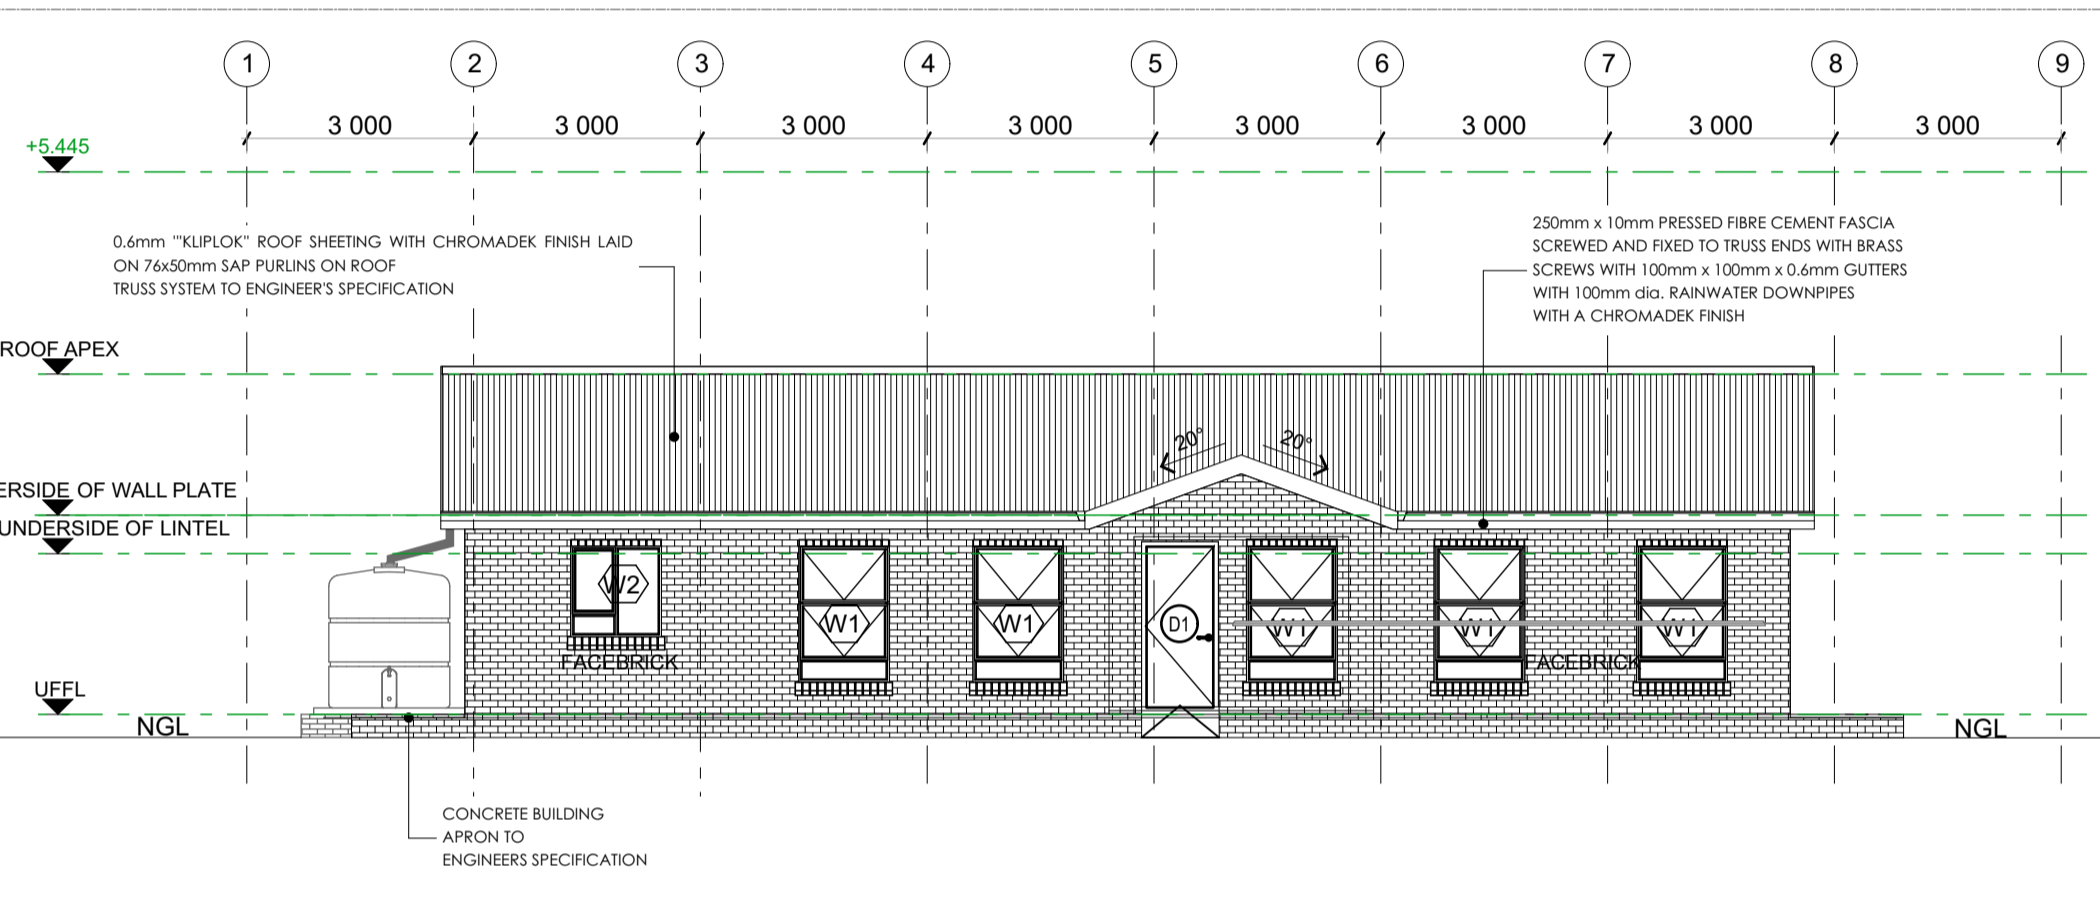 1 2 3 4 5 6 7 8 9
3 000 3 000 3 000 3 000 3 000 3 000 3 000 3 000
+5.445
0.6mm '"KLIPLOK" ROOF SHEETING WITH CHROMADEK FINISH LAID
ON 76x50mm SAP PURLINS ON ROOF
TRUSS SYSTEM TO ENGINEER'S SPECIFICATION
250mm x 10mm PRESSED FIBRE CEMENT FASCIA
SCREWED AND FIXED TO TRUSS ENDS WITH BRASS
SCREWS WITH 100mm x 100mm x 0.6mm GUTTERS
WITH 100mm dia. RAINWATER DOWNPIPES
WITH A CHROMADEK FINISH
ROOF APEX
20° 20°
ERSIDE OF WALL PLATE
UNDERSIDE OF LINTEL
W2
W1 W1 D1 W1 W1 W1
FACEBRICK FACEBRICK
UFFL
NGL NGL
CONCRETE BUILDING
APRON TO
ENGINEERS SPECIFICATION